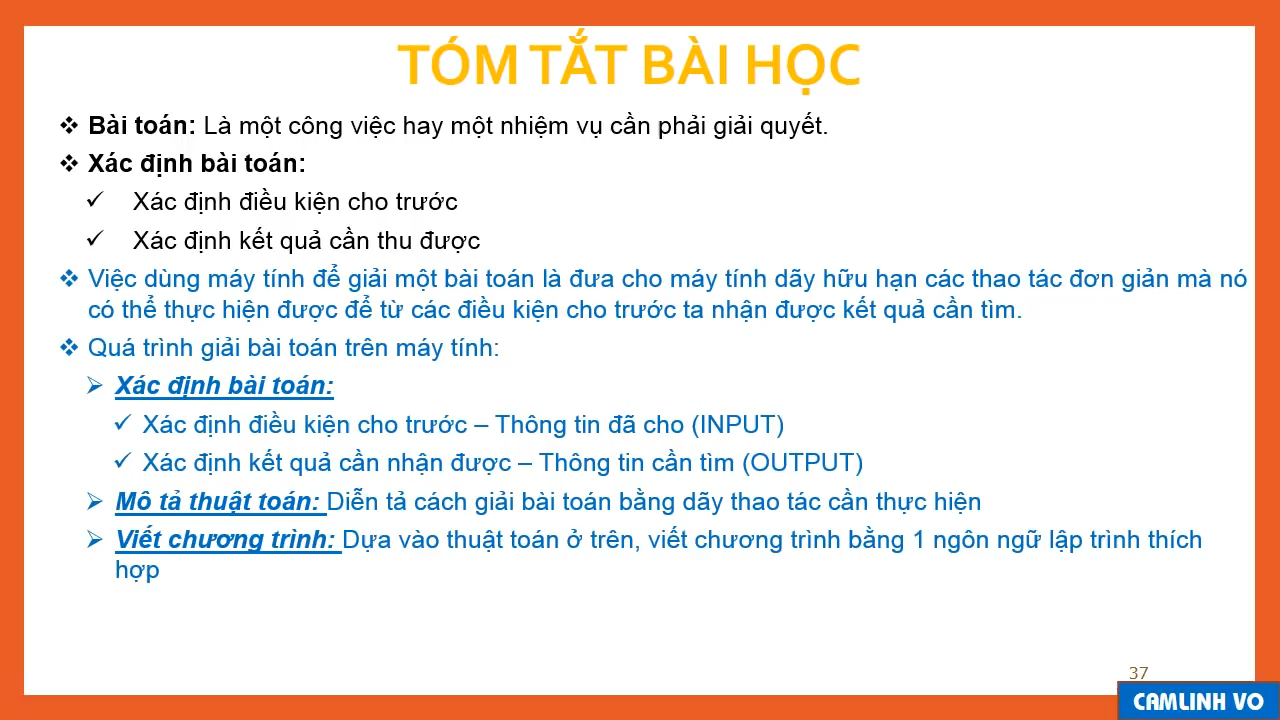 TÓM TẮT BÀI HỌC
❖ Bài toán: Là một công việc hay một nhiệm vụ cần phải giải quyết.
❖ Xác định bài toán:
✓ Xác định điều kiện cho trước
✓ Xác định kết quả cần thu được
❖ Việc dùng máy tính để giải một bài toán là đưa cho máy tính dãy hữu hạn các thao tác đơn giản mà nó
có thể thực hiện được để từ các điều kiện cho trước ta nhận được kết quả cần tìm.
❖ Quá trình giải bài toán trên máy tính:
➢ Xác định bài toán:
✓ Xác định điều kiện cho trước – Thông tin đã cho (INPUT)
✓ Xác định kết quả cần nhận được – Thông tin cần tìm (OUTPUT)
➢ Mô tả thuật toán: Diễn tả cách giải bài toán bằng dãy thao tác cần thực hiện
➢ Viết chương trình: Dựa vào thuật toán ở trên, viết chương trình bằng 1 ngôn ngữ lập trình thích
hợp
37
CAMLINH VO